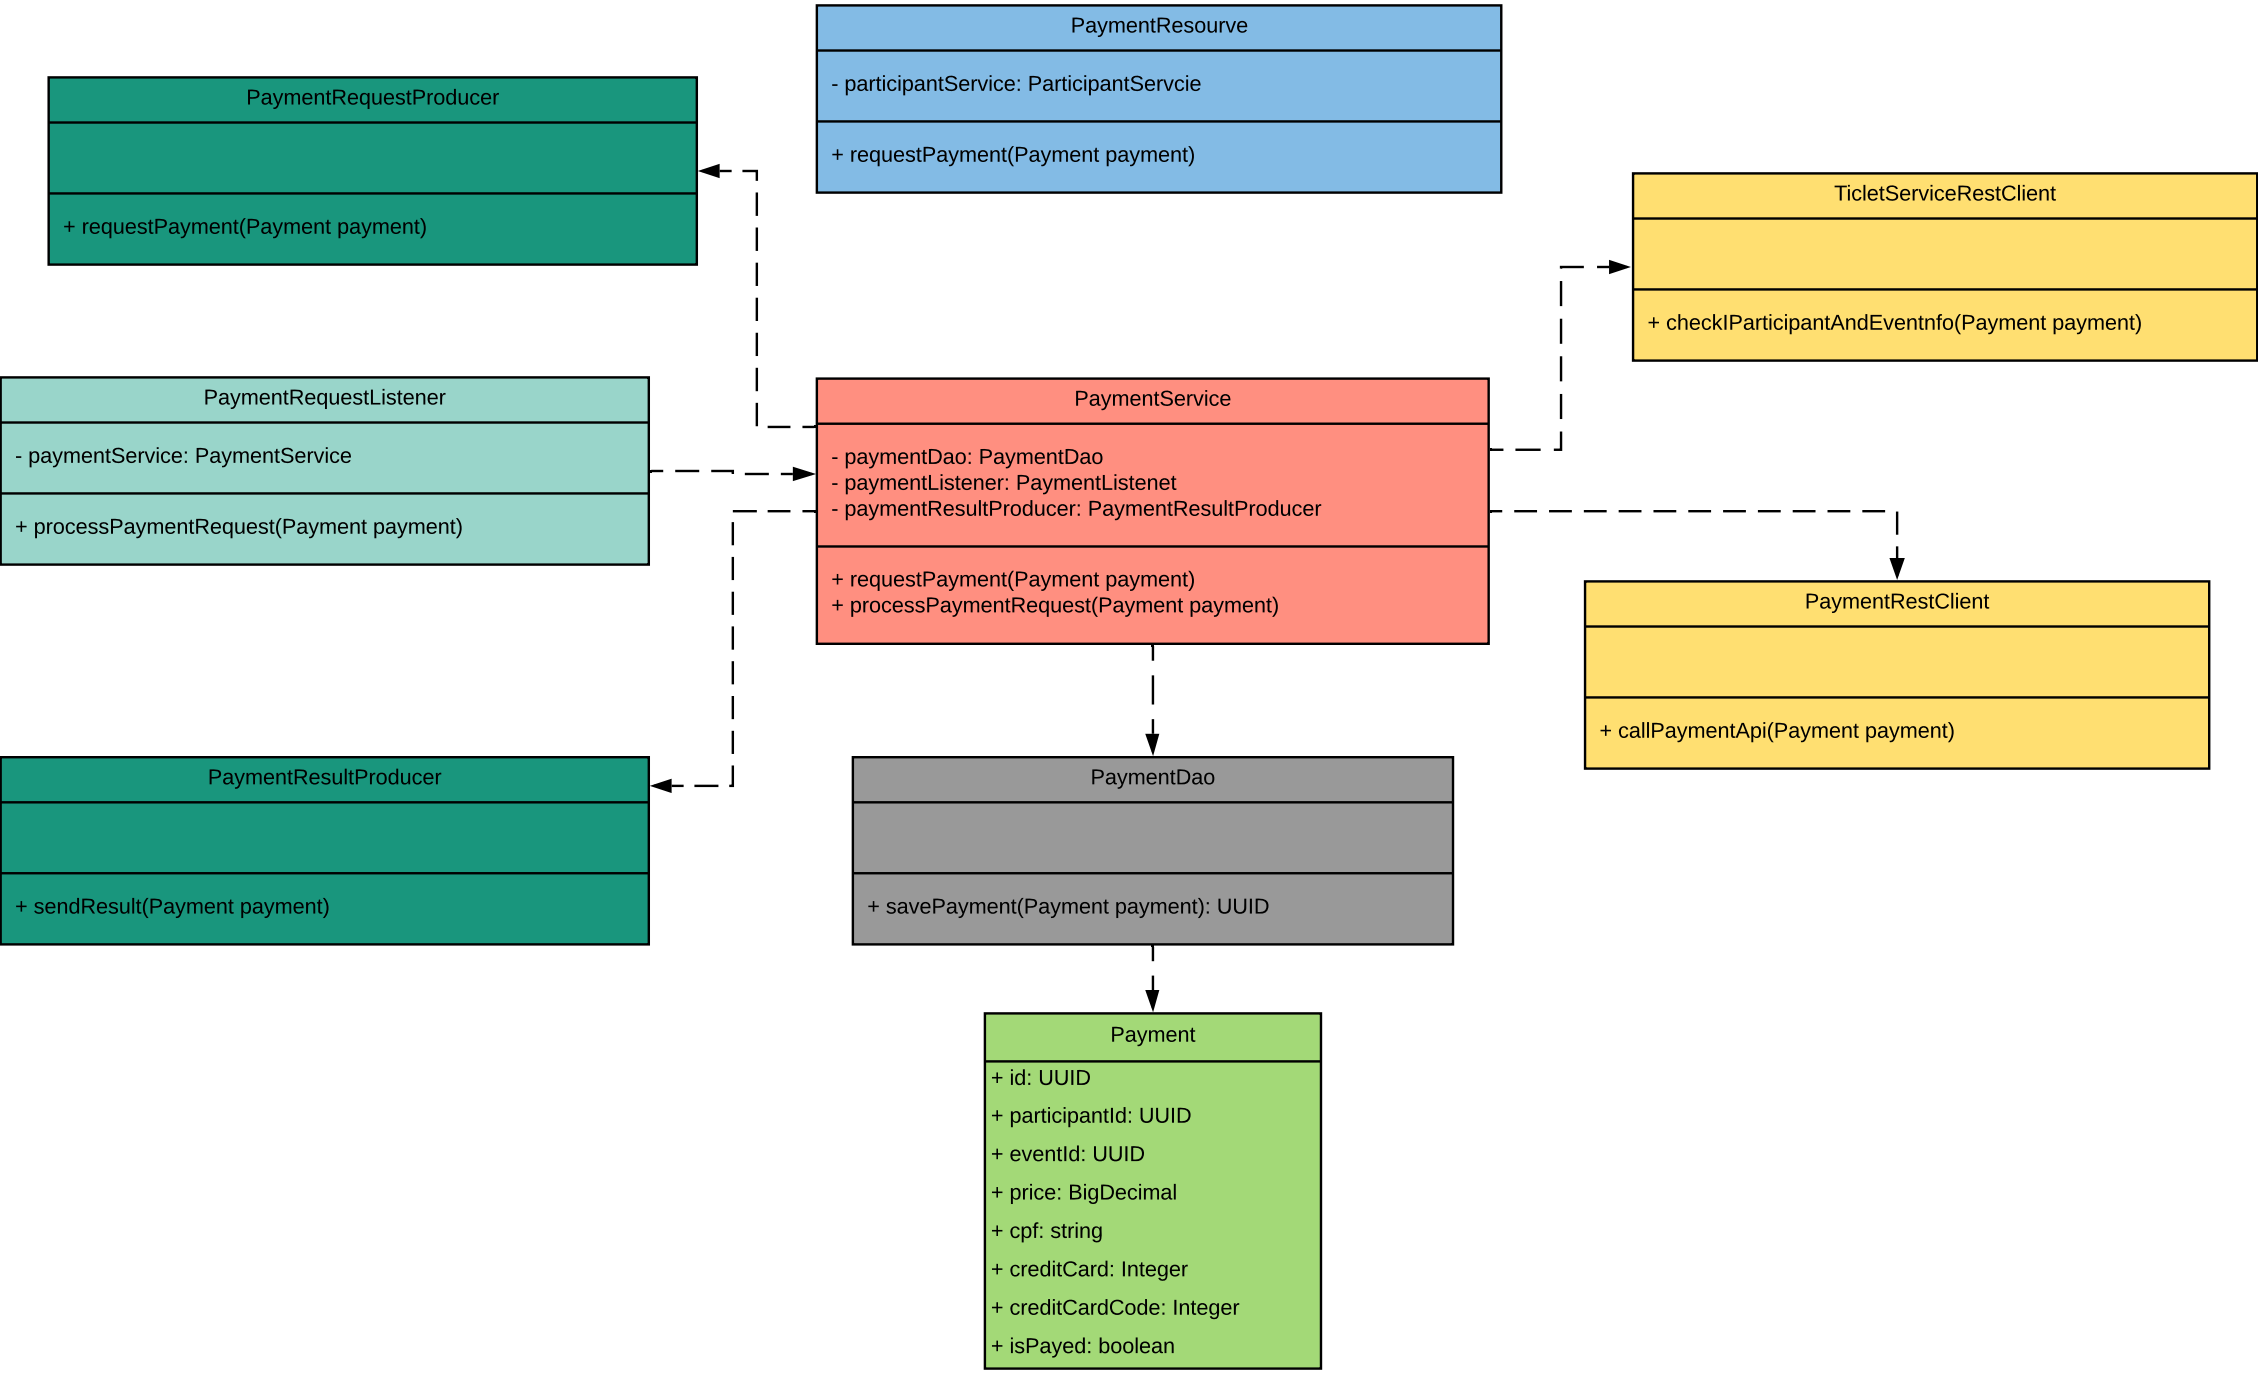 PaymentResourve
- participantService: ParticipantServcie
+ requestPayment(Payment payment)
PaymentRequestProducer
+ requestPayment(Payment payment)
TicletServiceRestClient
+ checkIParticipantAndEventnfo(Payment payment)
PaymentRequestListener
- paymentService: PaymentService
+ processPaymentRequest(Payment payment)
PaymentService
- paymentDao: PaymentDao
- paymentListener: PaymentListenet
- paymentResultProducer: PaymentResultProducer
+ requestPayment(Payment payment)
+ processPaymentRequest(Payment payment)
PaymentRestClient
+ callPaymentApi(Payment payment)
PaymentResultProducer
+ sendResult(Payment payment)
PaymentDao
+ savePayment(Payment payment): UUID
Payment
+ id: UUID
+ participantId: UUID
+ eventId: UUID
+ price: BigDecimal
+ cpf: string
+ creditCard: Integer
+ creditCardCode: Integer
+ isPayed: boolean